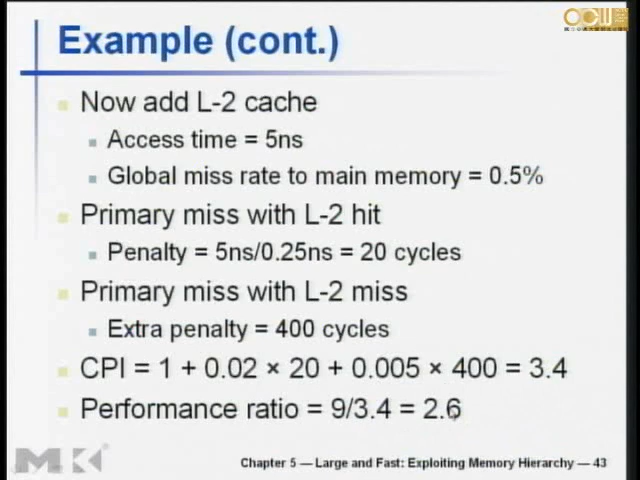 Example (cont.)
Now add L-2 cache
Access time = 5ns
Global miss rate to main memory = 0.5%
Primary miss with L-2 hit
Penalty = 5ns/0.25ns = 20 cycles
Primary miss with L-2 miss
Extra penalty = 400 cycles
CPI = 1 + 0.02 × 20 + 0.005 × 400 = 3.4
Performance ratio = 9/3.4 = 2.6
MK
Chapter 5 — Large and Fast: Exploiting Memory Hierarchy — 43